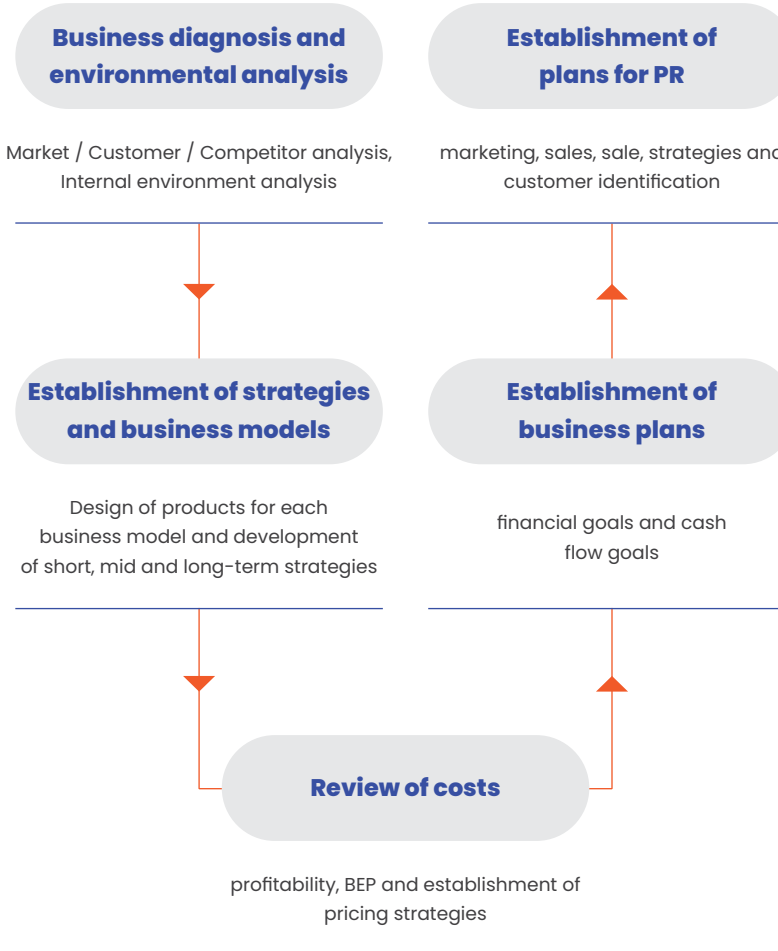 Business diagnosis and
environmental analysis
Market / Customer / Competitor analysis,
Internal environment analysis
Establishment of strategies
and business models
Design of products for each
business model and development
of short, mid and long-term strategies
Review of costs
profitability, BEP and establishment of
pricing strategies
Establishment of
business plans
financial goals and cash
flow goals
Establishment of
plans for PR
marketing, sales, sale, strategies and
customer identification